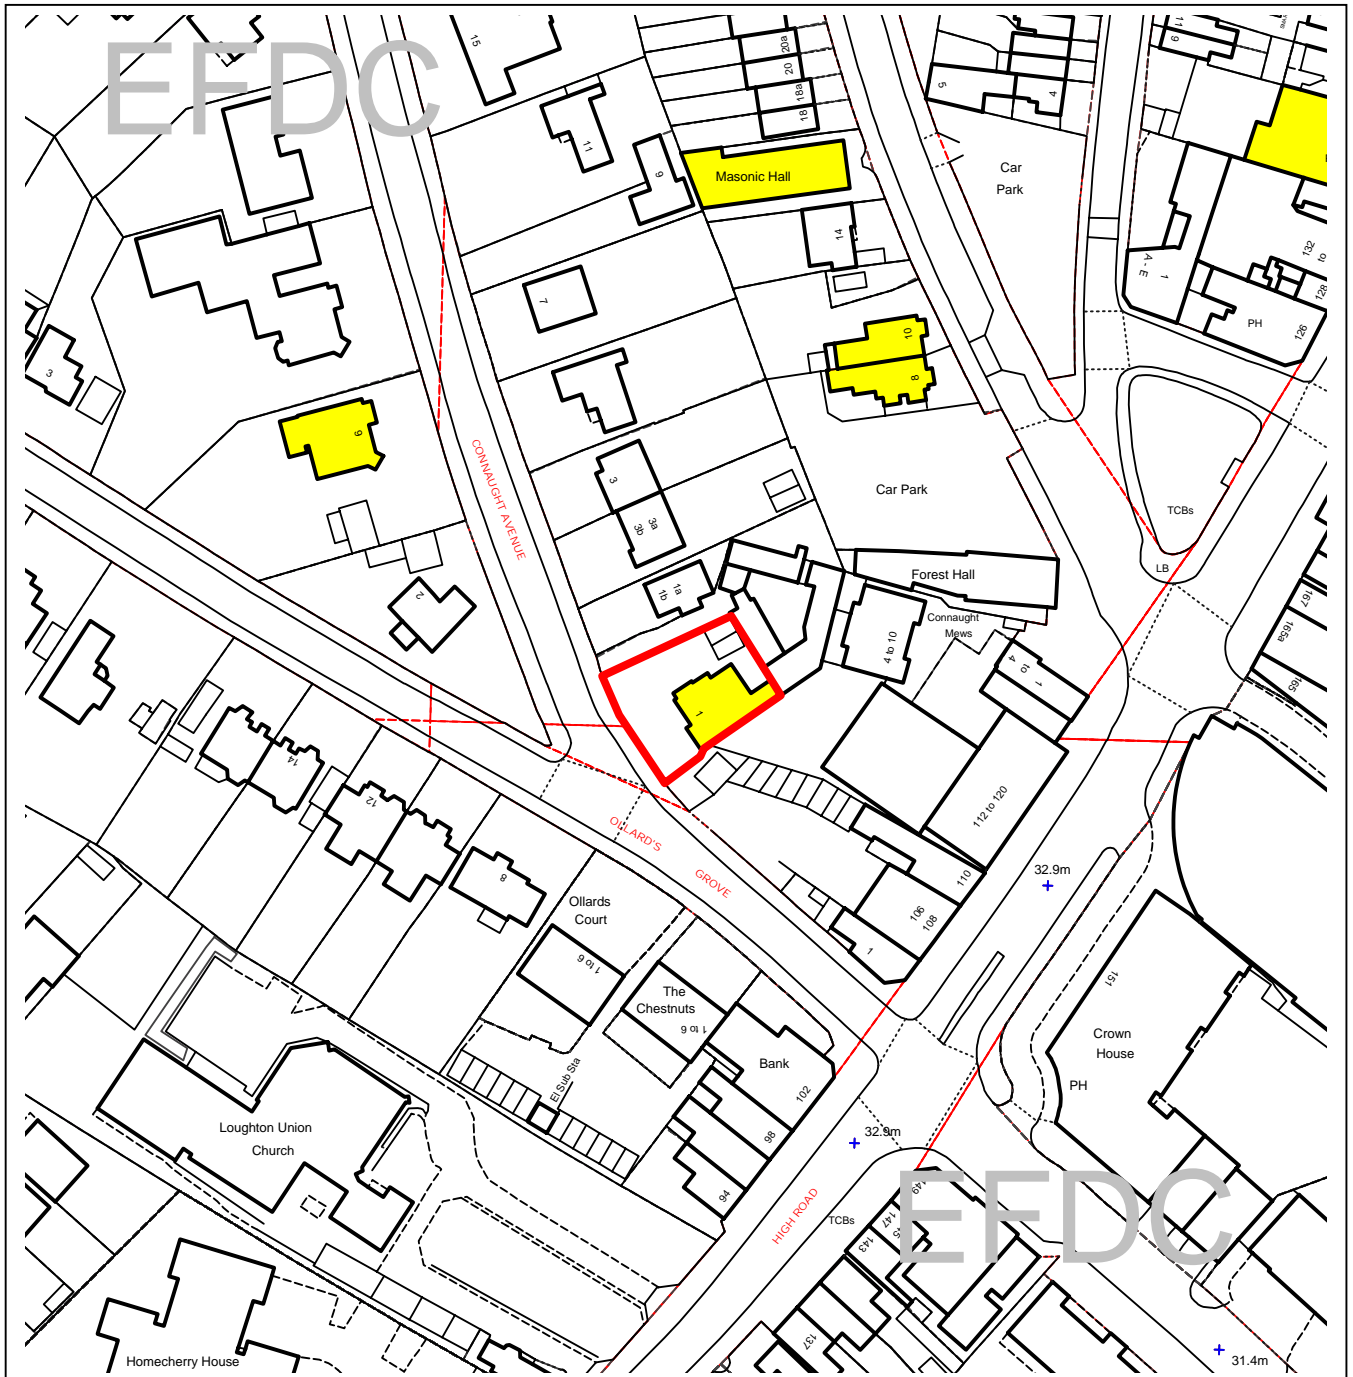 EFDC
15
20a
20
18a
18
11
9
Masonic Hall
14
5
4
Car
Park
11
9
A - E
1
132
to
128
PH
126
7
10
8
3
6
CONNAUGHT AVENUE
3
3a
3b
Car Park
TCBs
LB
1a
1b
2
Forest Hall
Connaught
Mews
4 to 10
4
to
1
167
165a
165
1
14
12
8
OLLARD'S
GROVE
112 to 120
110
106
108
1
32.9m
Ollards
Court
1 to 6
The
Chestnuts
1 to 6
151
Crown
House
PH
Bank
102
El Sub Sta
98
94
Loughton Union
Church
32.9m
HIGH ROAD
TCBs
149
147
145
143
137
EFDC
Homecherry House
31.4m